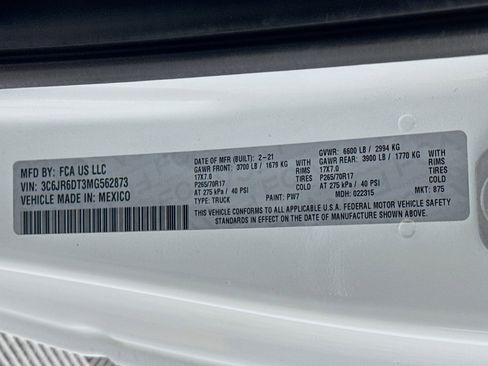 MFD BY: FCA US LLC
VIN: 3C6JR6DT3MG562873
VEHICLE MADE IN: MEXICO
DATE OF MFR (BUILT): 2-21
GAWR FRONT: 3700 LB / 1679 KG WITH
17X7.0 RIMS
P265/70R17 TIRES
AT 275 kPa / 40 PSI COLD
TYPE: TRUCK PAINT: PW7
GVWR: 6600 LB / 2994 KG
GAWR REAR: 3900 LB / 1770 KG WITH
17X7.0 RIMS
P265/70R17 TIRES
AT 275 kPa / 40 PSI COLD
MDH: 022315 MKT: 875
THIS VEHICLE CONFORMS TO ALL APPLICABLE U.S.A. FEDERAL MOTOR VEHICLE SAFETY
STANDARDS IN EFFECT ON THE DATE OF MANUFACTURE SHOWN ABOVE.